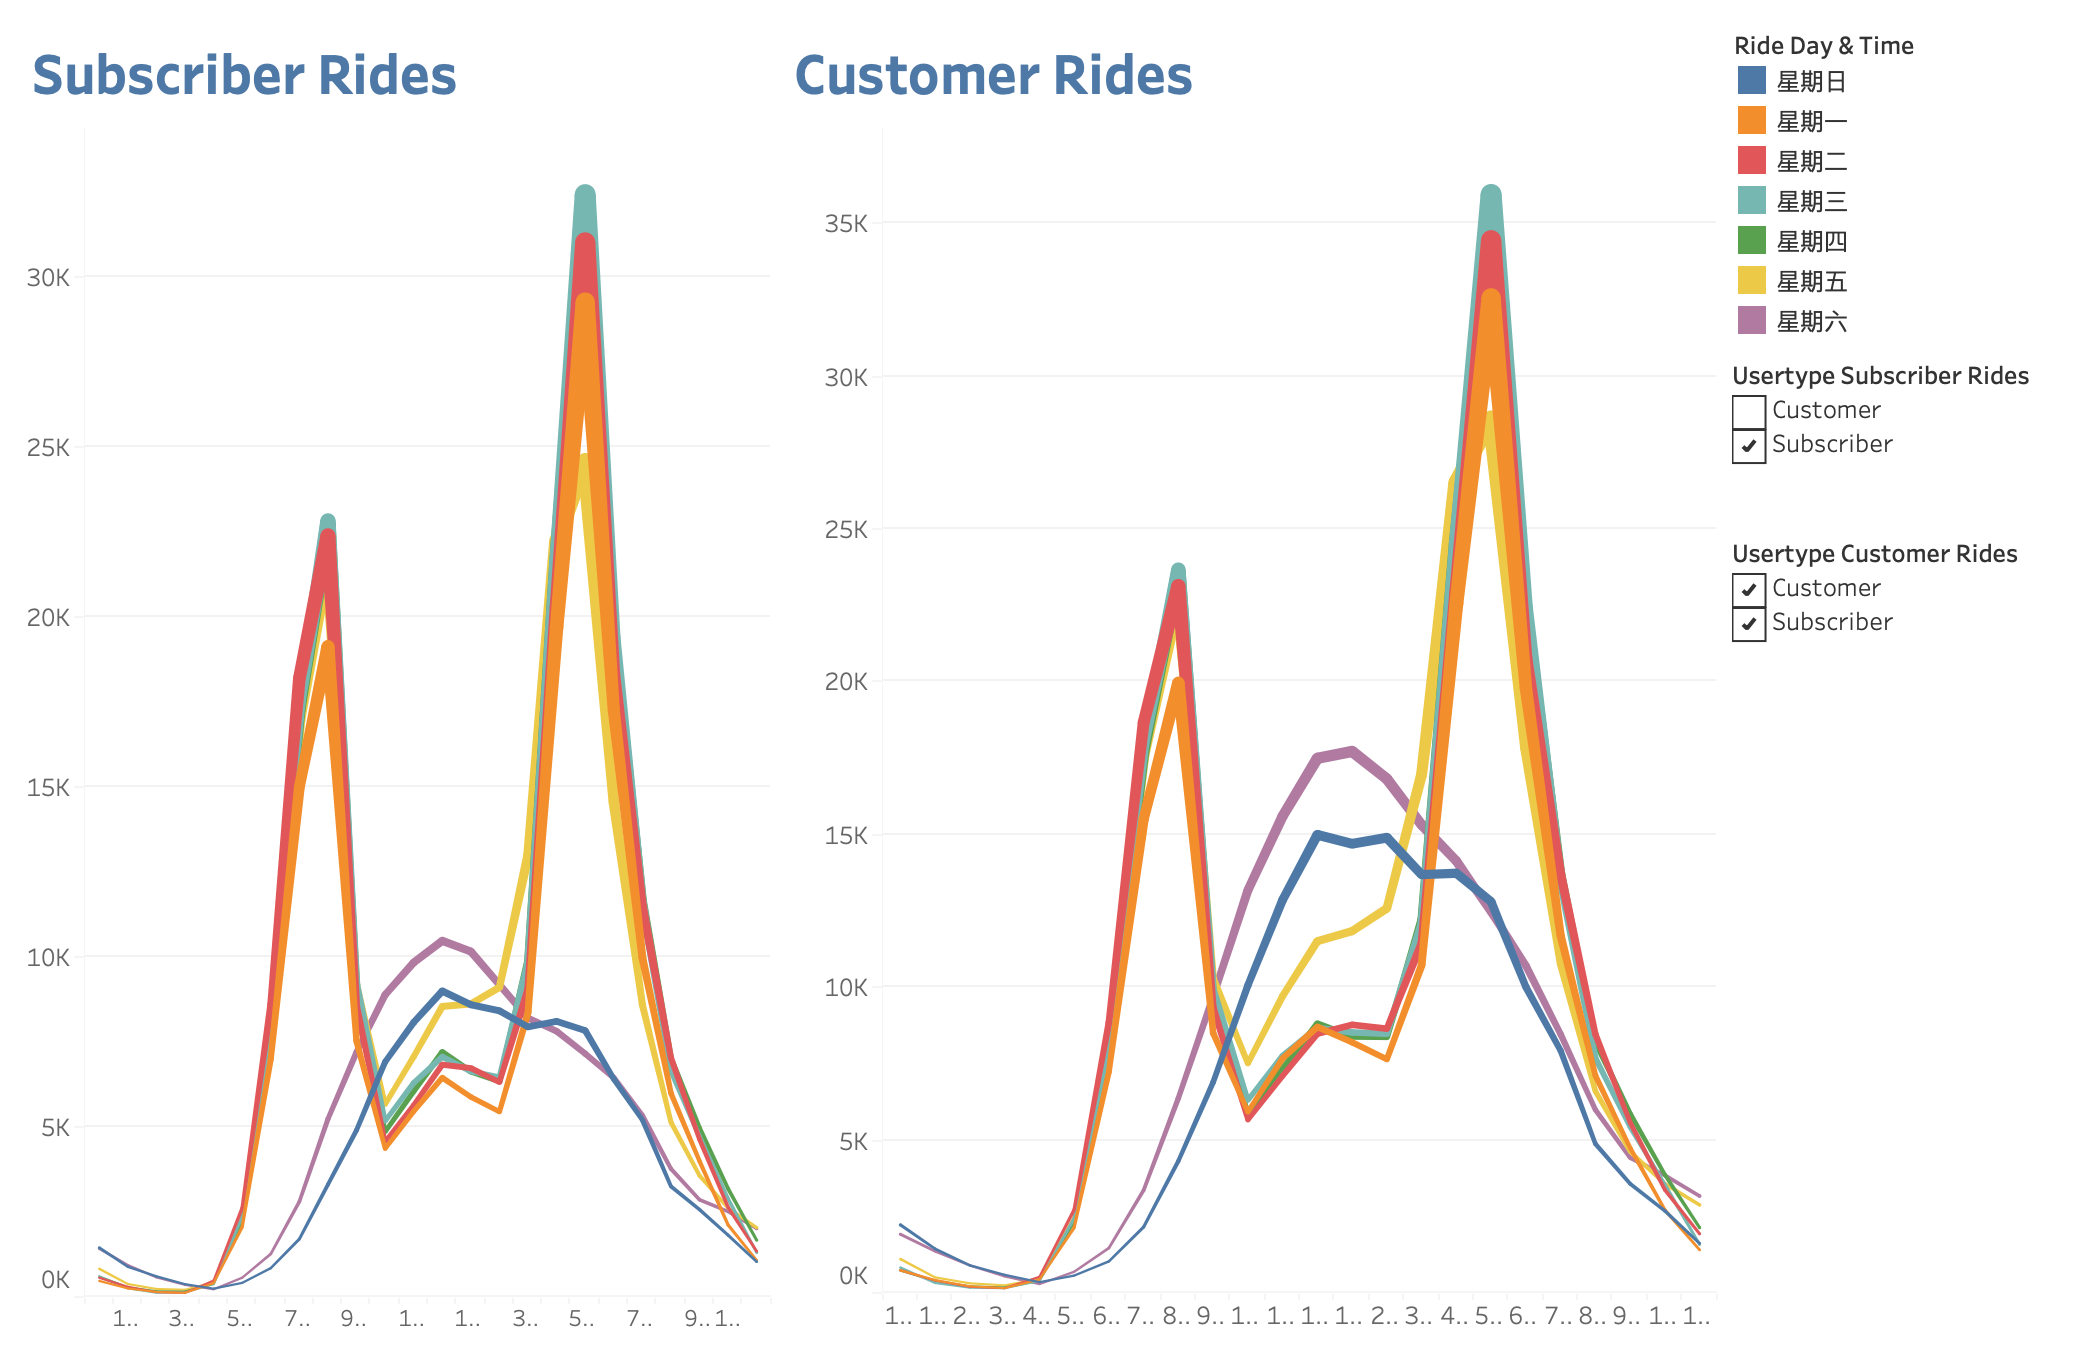 Subscriber Rides
30K
25K
20K
15K
10K
5K
0K
1.. 3.. 5.. 7.. 9.. 1.. 1.. 3.. 5.. 7.. 9.. 1..
Customer Rides
35K
30K
25K
20K
15K
10K
5K
0K
1.. 1.. 2.. 3.. 4.. 5.. 6.. 7.. 8.. 9.. 1.. 1.. 1.. 1.. 2.. 3.. 4.. 5.. 6.. 7.. 8.. 9.. 1.. 1..
Ride Day & Time
星期日
星期一
星期二
星期三
星期四
星期五
星期六
Usertype Subscriber Rides
Customer
Subscriber
Usertype Customer Rides
Customer
Subscriber